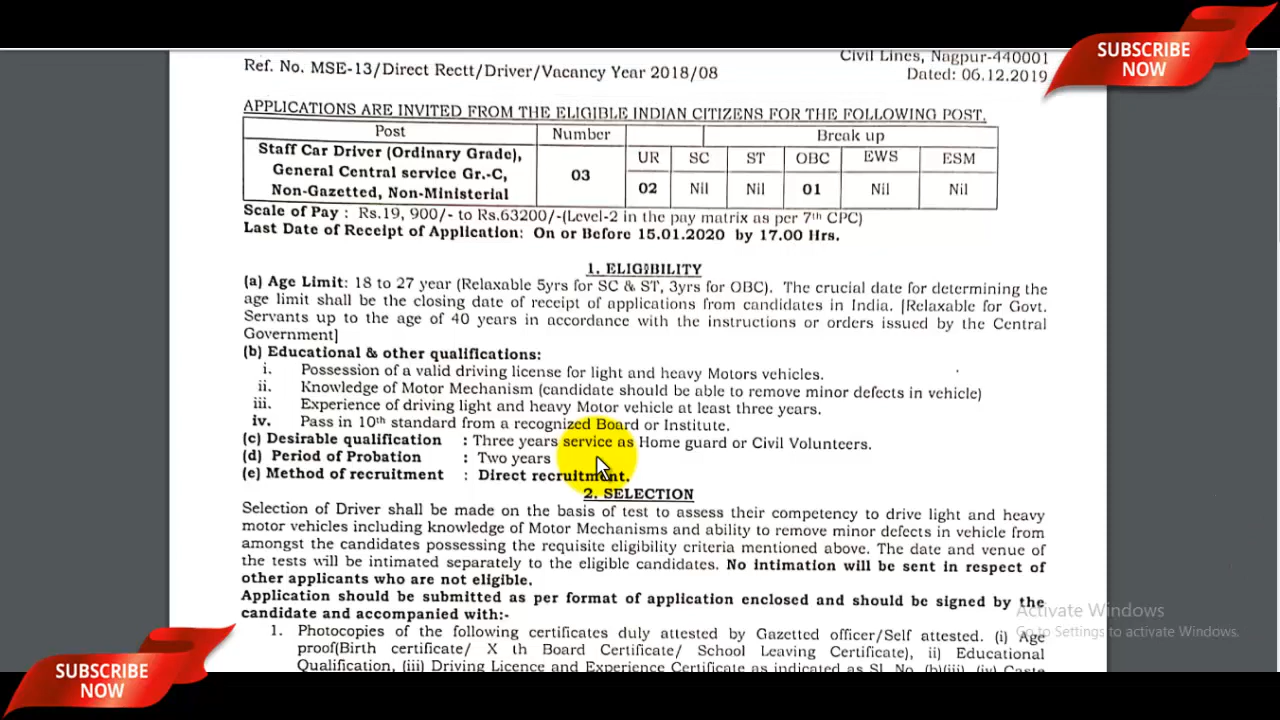 SUBSCRIBE
NOW
Civil Lines, Nagpur-440001
Ref. No. MSE-13/Direct Rectt/Driver/Vacancy Year 2018/08
Dated: 06.12.2019
APPLICATIONS ARE INVITED FROM THE ELIGIBLE INDIAN CITIZENS FOR THE FOLLOWING POST.
Post Number Break up
Staff Car Driver (Ordinary Grade),
General Central service Gr.-C,
Non-Gazetted, Non-Ministerial
03
UR SC ST OBC EWS ESM
02 Nil Nil 01 Nil Nil
Scale of Pay : Rs.19, 900/- to Rs.63200/-(Level-2 in the pay matrix as per 7th CPC)
Last Date of Receipt of Application: On or Before 15.01.2020 by 17.00 Hrs.
1. ELIGIBILITY
(a) Age Limit: 18 to 27 year (Relaxable 5yrs for SC & ST, 3yrs for OBC). The crucial date for determining the
age limit shall be the closing date of receipt of applications from candidates in India. [Relaxable for Govt.
Servants up to the age of 40 years in accordance with the instructions or orders issued by the Central
Government]
(b) Educational & other qualifications:
i. Possession of a valid driving license for light and heavy Motors vehicles.
ii. Knowledge of Motor Mechanism (candidate should be able to remove minor defects in vehicle)
iii. Experience of driving light and heavy Motor vehicle at least three years.
iv. Pass in 10th standard from a recognized Board or Institute.
(c) Desirable qualification : Three years service as Home guard or Civil Volunteers.
(d) Period of Probation : Two years
(e) Method of recruitment : Direct recruitment.
2. SELECTION
Selection of Driver shall be made on the basis of test to assess their competency to drive light and heavy
motor vehicles including knowledge of Motor Mechanisms and ability to remove minor defects in vehicle from
amongst the candidates possessing the requisite eligibility criteria mentioned above. The date and venue of
the tests will be intimated separately to the eligible candidates. No intimation will be sent in respect of
other applicants who are not eligible.
Application should be submitted as per format of application enclosed and should be signed by the
candidate and accompanied with:-
1. Photocopies of the following certificates duly attested by Gazetted officer/Self attested. (i) Age
proof(Birth certificate/ X th Board Certificate/ School Leaving Certificate), ii) Educational
Qualification, (iii) Driving Licence and Experience Certificate as indicated as Sl. No. (b)(iii), (iv) Caste
Activate Windows
Go to Settings to activate Windows.
SUBSCRIBE
NOW